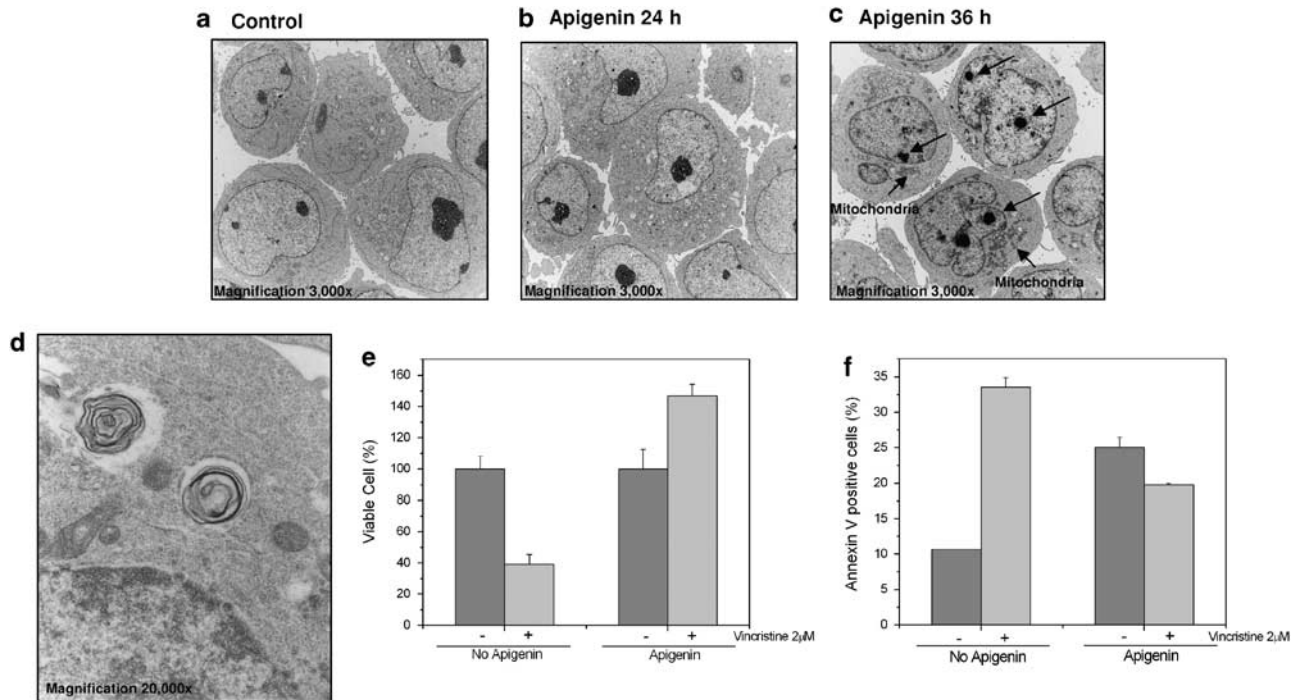 a Control
Magnification 3,000x
b Apigenin 24 h
Magnification 3,000x
c Apigenin 36 h
Mitochondria
Mitochondria
Magnification 3,000x
d
Magnification 20,000x
e
Viable Cell (%)
160
140
120
100
80
60
40
20
0
- + - + Vincristine 2µM
No Apigenin Apigenin
f
Annexin V positive cells (%)
35
30
25
20
15
10
5
0
- + - + Vincristine 2µM
No Apigenin Apigenin